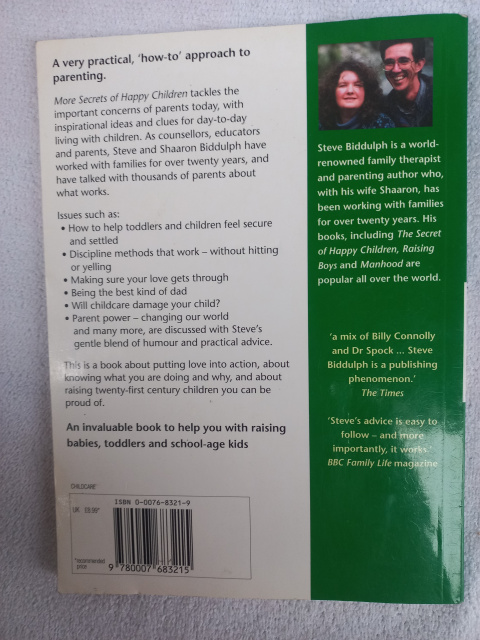 A very practical, 'how-to' approach to
parenting.
More Secrets of Happy Children tackles the
important concerns of parents today, with
inspirational ideas and clues for day-to-day
living with children. As counsellors, educators
and parents, Steve and Shaaron Biddulph have
worked with families for over twenty years, and
have talked with thousands of parents about
what works.
Issues such as:
• How to help toddlers and children feel secure
and settled
• Discipline methods that work – without hitting
or yelling
• Making sure your love gets through
• Being the best kind of dad
• Will childcare damage your child?
• Parent power – changing our world
and many more, are discussed with Steve's
gentle blend of humour and practical advice.
This is a book about putting love into action, about
knowing what you are doing and why, and about
raising twenty-first century children you can be
proud of.
An invaluable book to help you with raising
babies, toddlers and school-age kids
CHILDCARE
ISBN 0-0076-8321-9
UK £9.99*
*recommended
price
9 780007 683215
Steve Biddulph is a world-
renowned family therapist
and parenting author who,
with his wife Shaaron, has
been working with families
for over twenty years. His
books, including The Secret
of Happy Children, Raising
Boys and Manhood are
popular all over the world.
'a mix of Billy Connolly
and Dr Spock ... Steve
Biddulph is a publishing
phenomenon.'
The Times
'Steve's advice is easy to
follow – and more
importantly, it works.'
BBC Family Life magazine